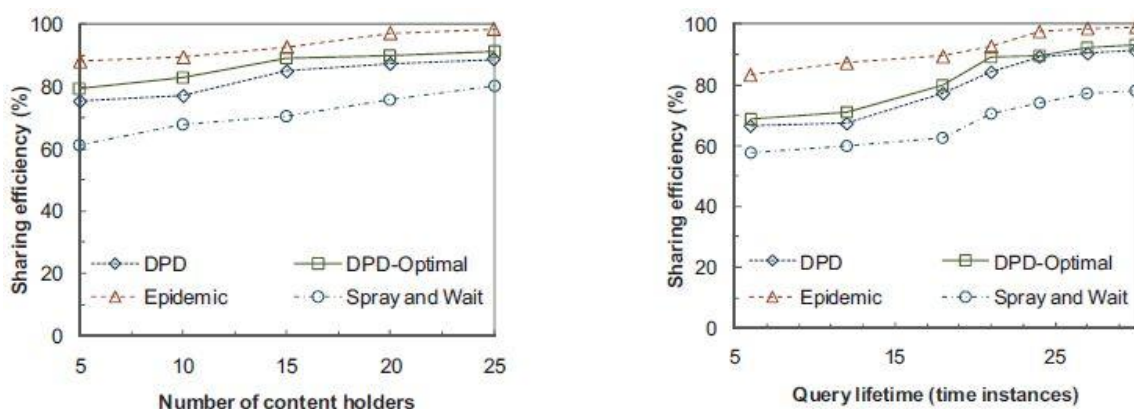 100
80
60
40
20
0
Sharing efficiency (%)
DPD
DPD-Optimal
Epidemic
Spray and Wait
5 10 15 20 25
Number of content holders
100
80
60
40
20
0
Sharing efficiency (%)
DPD
DPD-Optimal
Epidemic
Spray and Wait
5 15 25
Query lifetime (time instances)